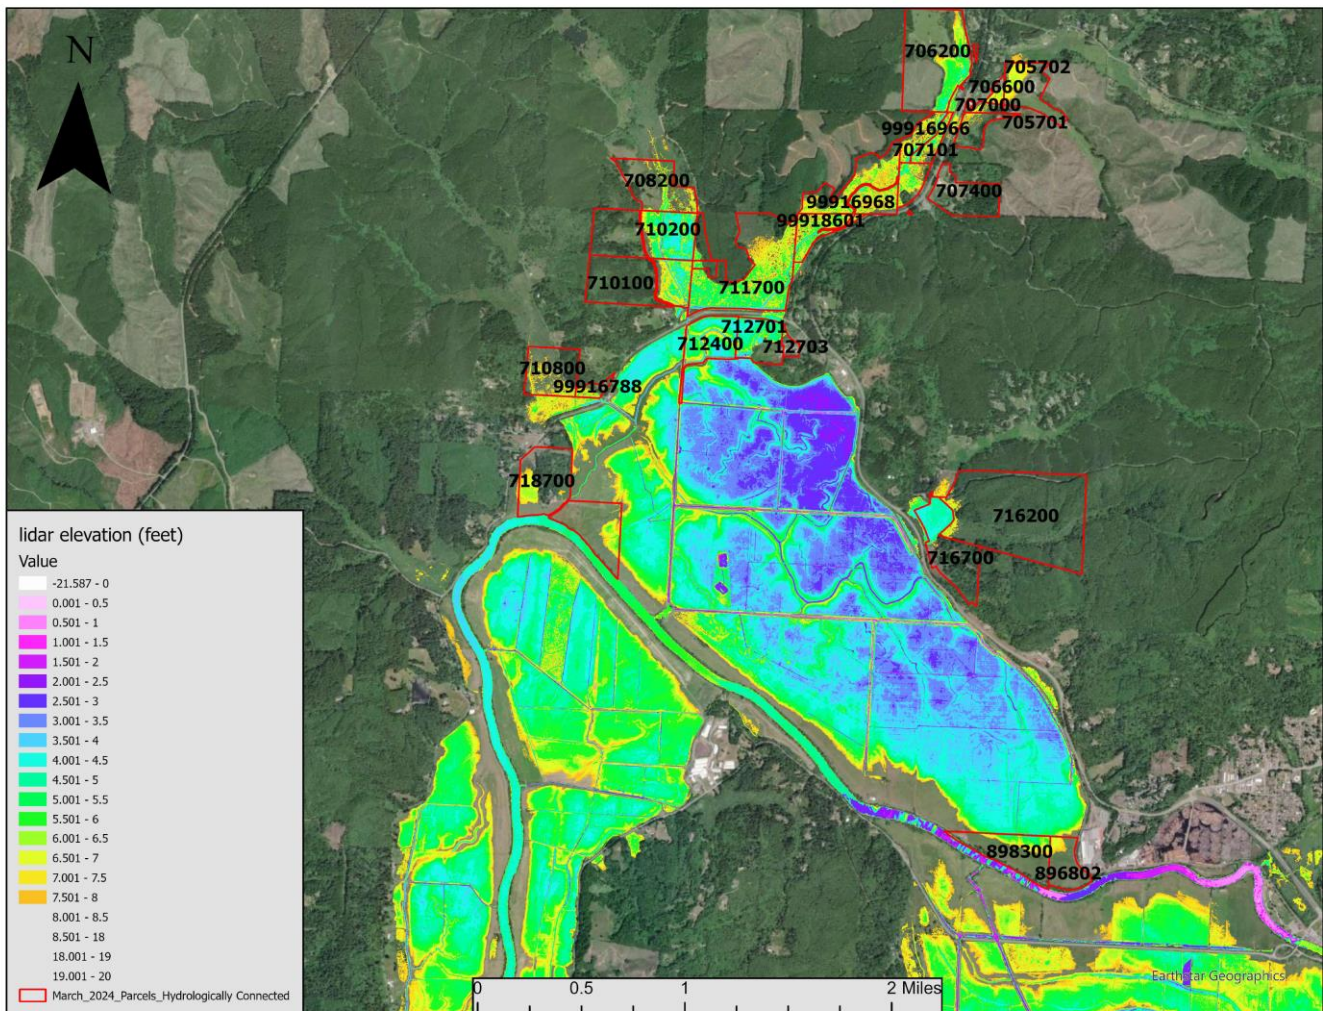 N
706200
705702
706600
707000
705701
99916966
707101
707400
708200
99916968
99918601
710200
710100
711700
712701
712400
712703
710800
99916788
718700
716200
716700
898300
896802
lidar elevation (feet)
Value
-21.587 - 0
0.001 - 0.5
0.501 - 1
1.001 - 1.5
1.501 - 2
2.001 - 2.5
2.501 - 3
3.001 - 3.5
3.501 - 4
4.001 - 4.5
4.501 - 5
5.001 - 5.5
5.501 - 6
6.001 - 6.5
6.501 - 7
7.001 - 7.5
7.501 - 8
8.001 - 8.5
8.501 - 18
18.001 - 19
19.001 - 20
March_2024_Parcels_Hydrologically Connected
Earthstar Geographics
0 0.5 1 2 Miles